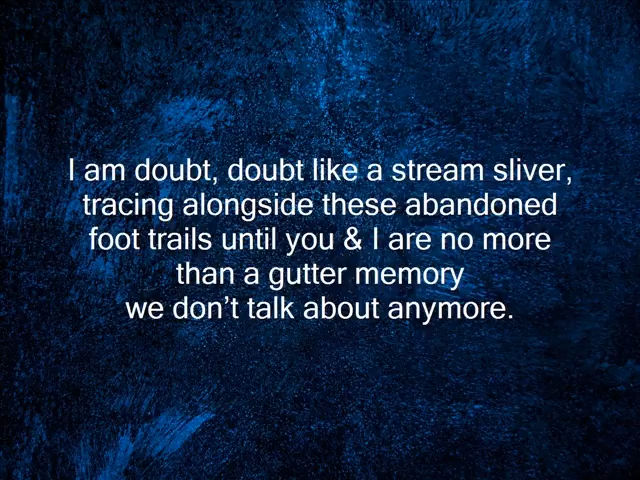 I am doubt, doubt like a stream sliver,
tracing alongside these abandoned
foot trails until you & I are no more
than a gutter memory
we don’t talk about anymore.